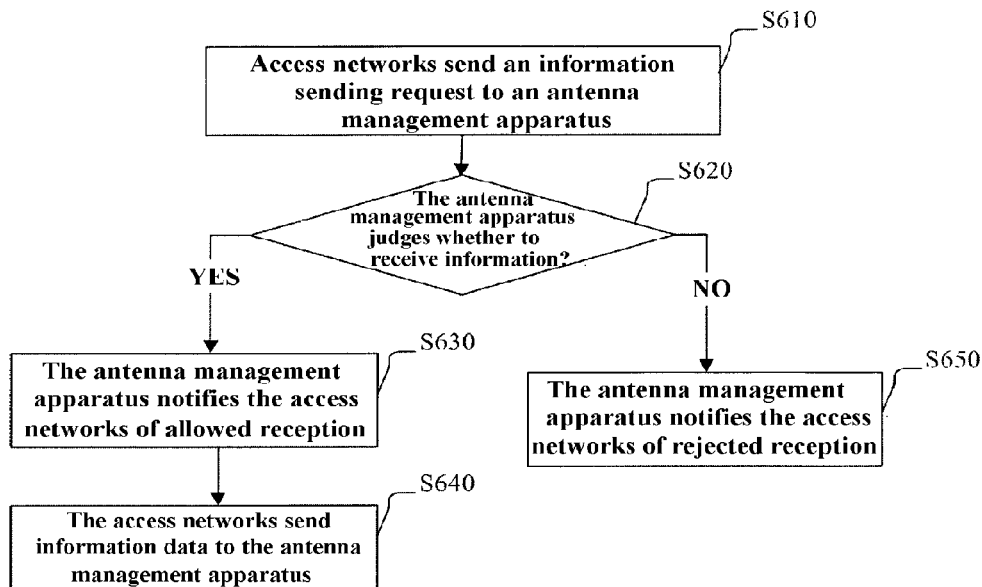 S610
Access networks send an information
sending request to an antenna
management apparatus
S620
The antenna
management apparatus
judges whether to
receive information?
YES
NO
S630
The antenna management
apparatus notifies the access
networks of allowed reception
S650
The antenna management
apparatus notifies the access
networks of rejected reception
S640
The access networks send
information data to the antenna
management apparatus